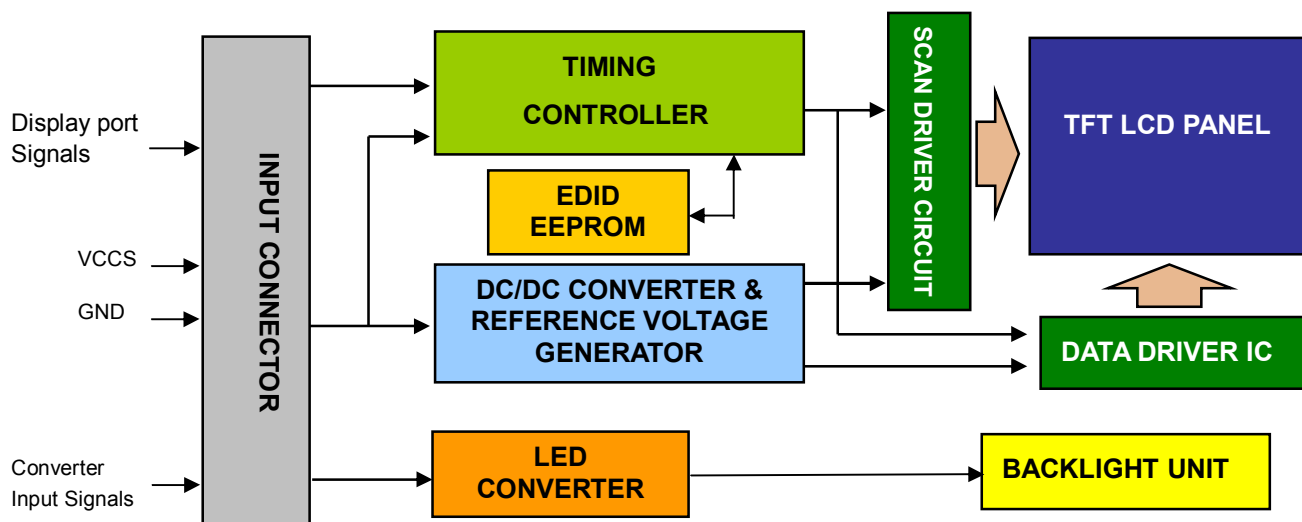 Display port
Signals
VCCS
GND
Converter
Input Signals
INPUT CONNECTOR
TIMING
CONTROLLER
EDID
EEPROM
DC/DC CONVERTER &
REFERENCE VOLTAGE
GENERATOR
LED
CONVERTER
SCAN DRIVER CIRCUIT
TFT LCD PANEL
DATA DRIVER IC
BACKLIGHT UNIT